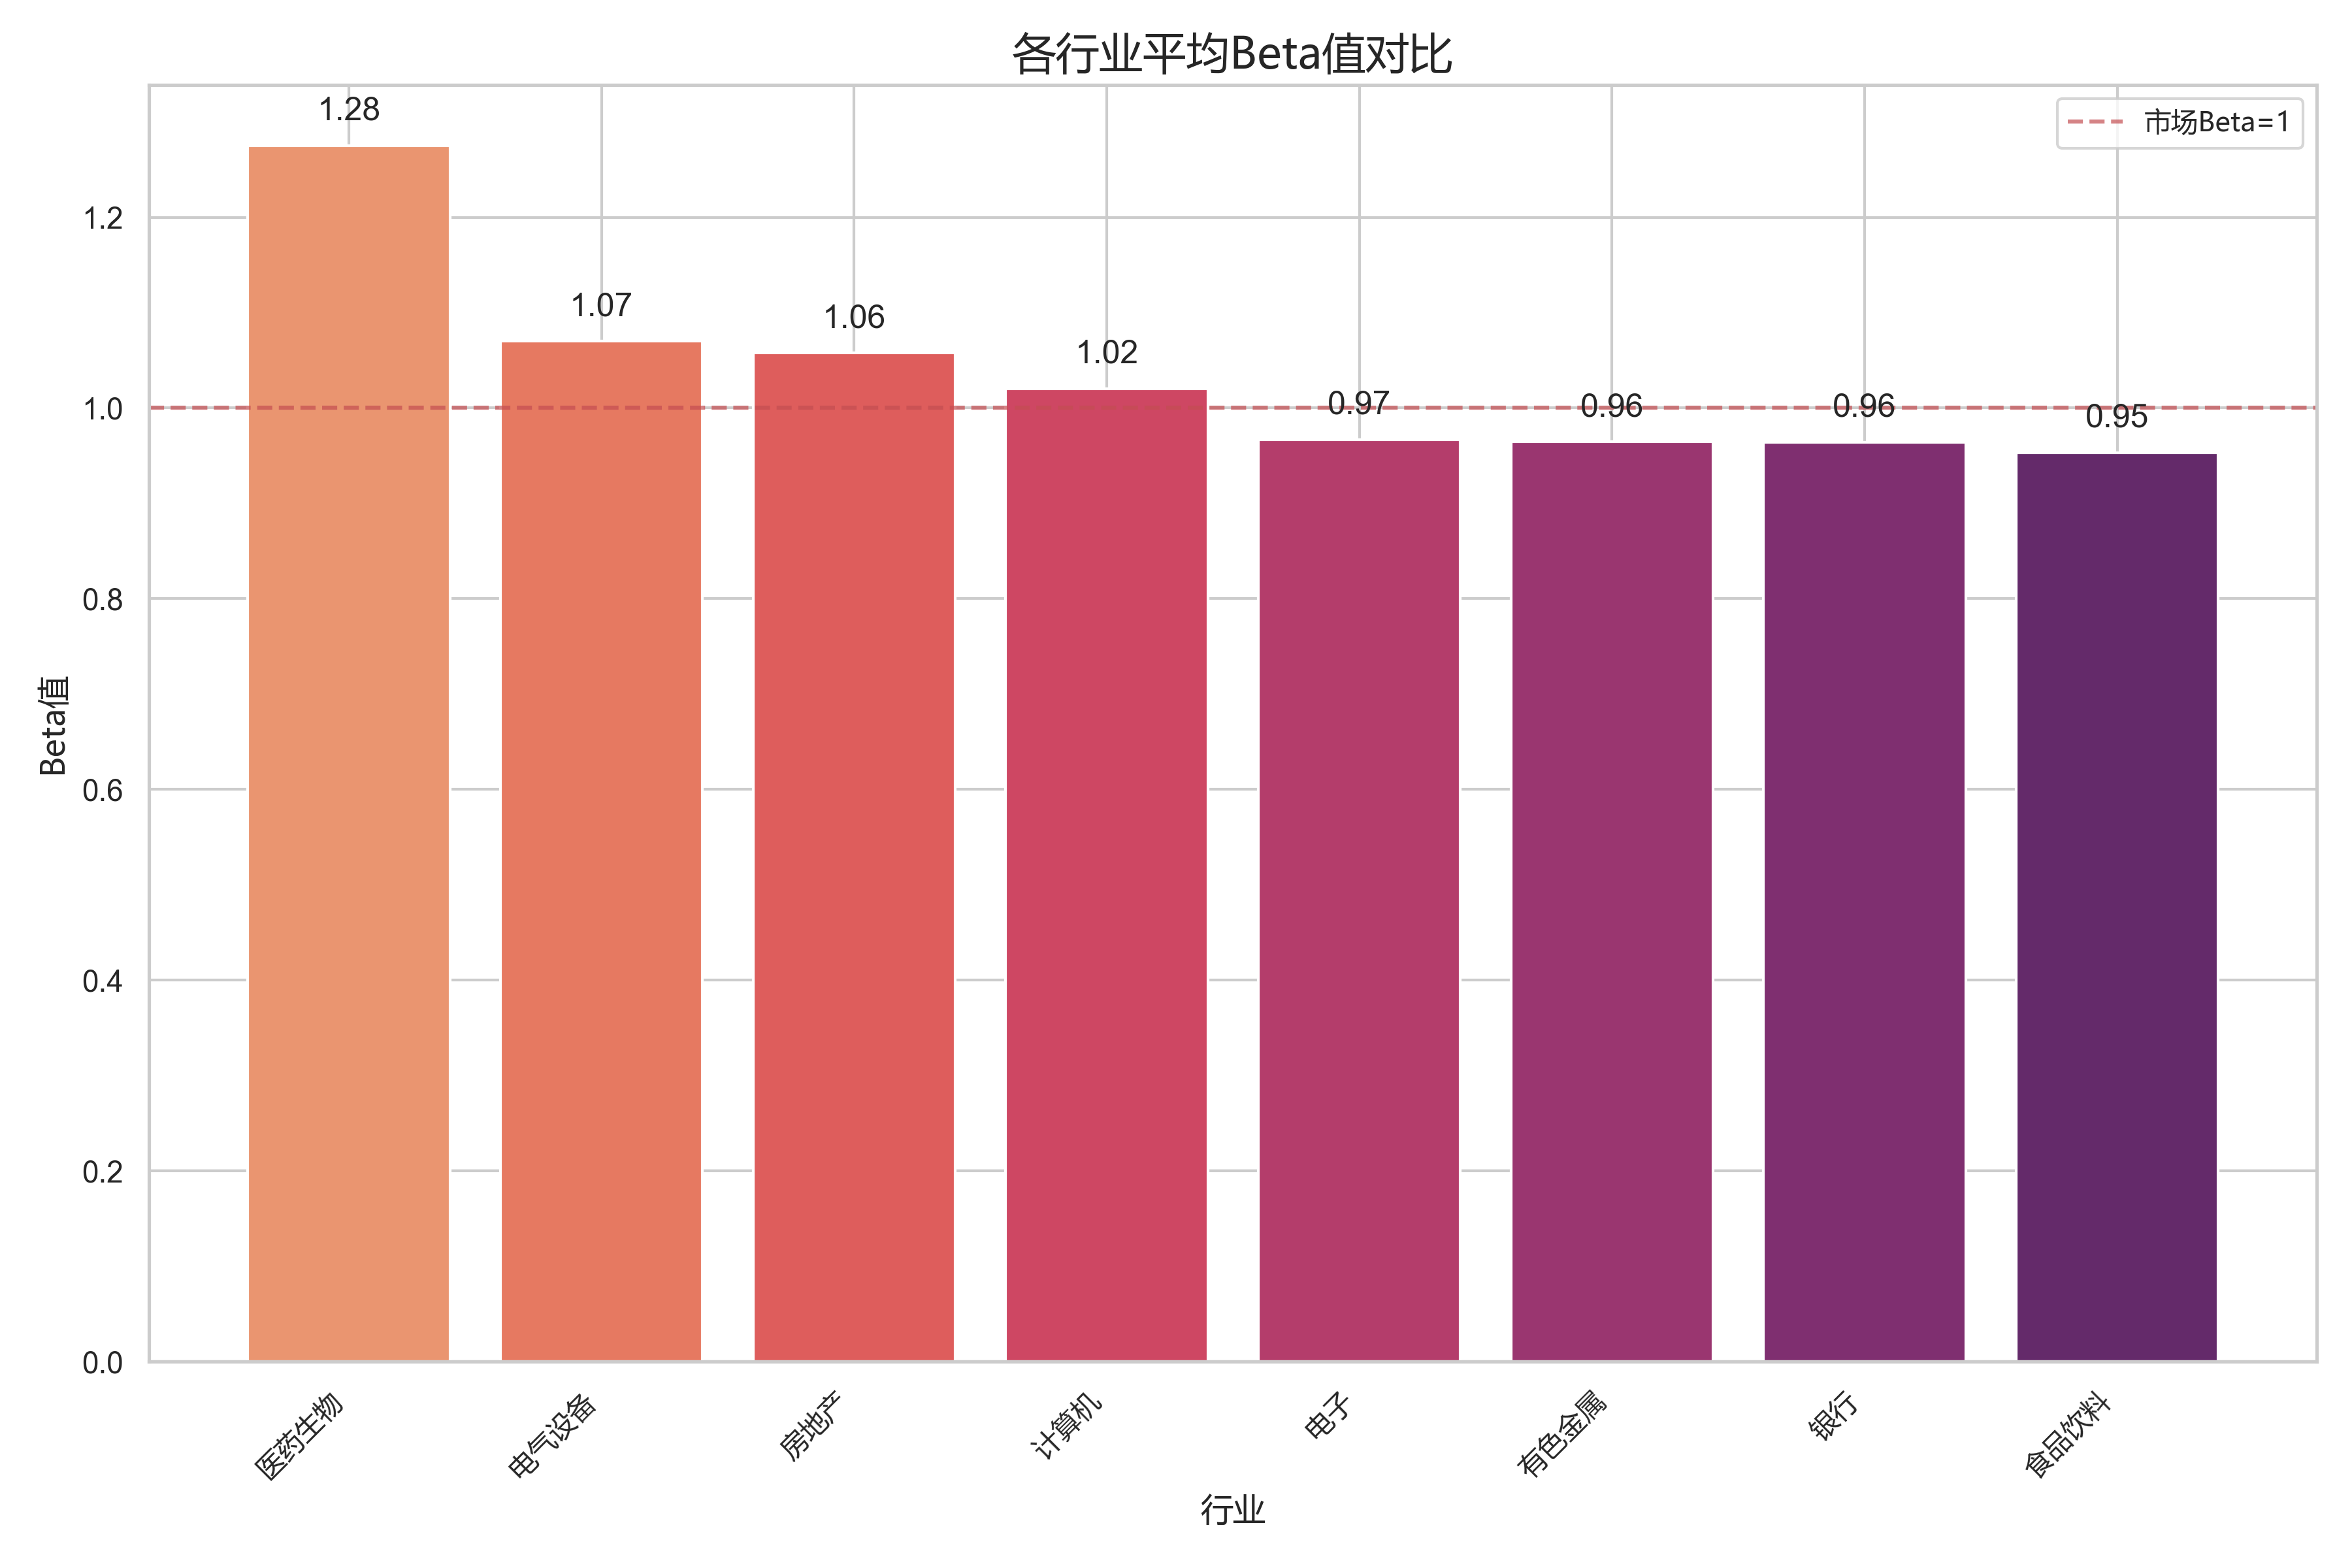 各行业平均Beta值对比
市场Beta=1
1.28
1.07
1.06
1.02
0.97
0.96
0.96
0.95
Beta值
1.2
1.0
0.8
0.6
0.4
0.2
0.0
医药生物
电气设备
房地产
计算机
电子
有色金属
银行
食品饮料
行业